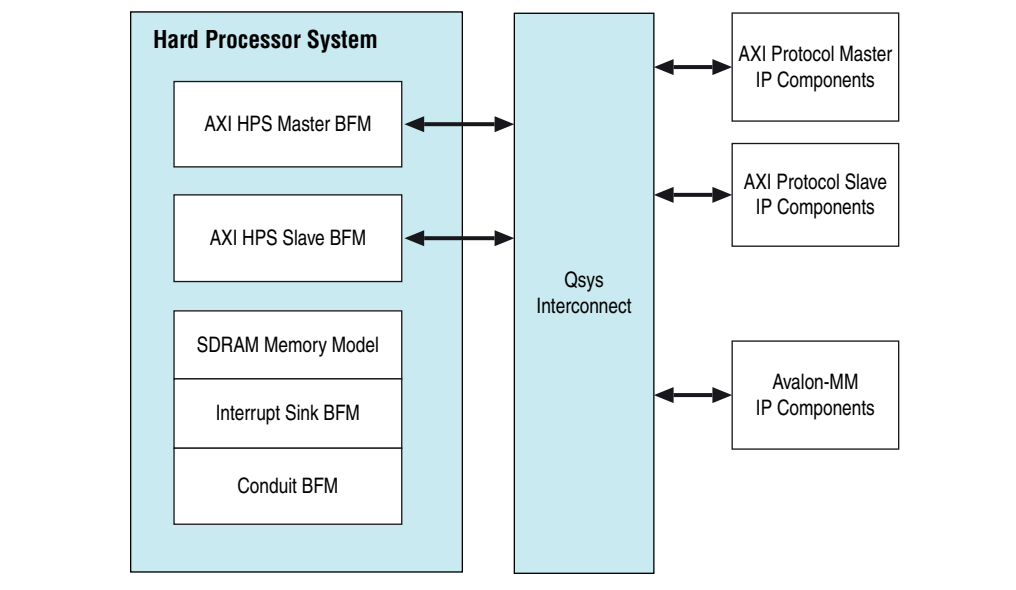 Hard Processor System
AXI HPS Master BFM
AXI HPS Slave BFM
SDRAM Memory Model
Interrupt Sink BFM
Conduit BFM
Qsys
Interconnect
AXI Protocol Master
IP Components
AXI Protocol Slave
IP Components
Avalon-MM
IP Components